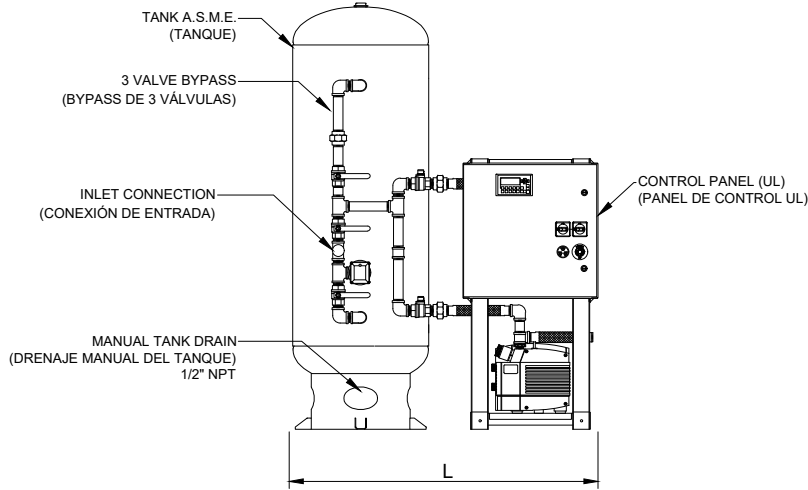 TANK A.S.M.E.
(TANQUE)
3 VALVE BYPASS
(BYPASS DE 3 VÁLVULAS)
INLET CONNECTION
(CONEXIÓN DE ENTRADA)
CONTROL PANEL (UL)
(PANEL DE CONTROL UL)
MANUAL TANK DRAIN
(DRENAJE MANUAL DEL TANQUE)
1/2" NPT
L